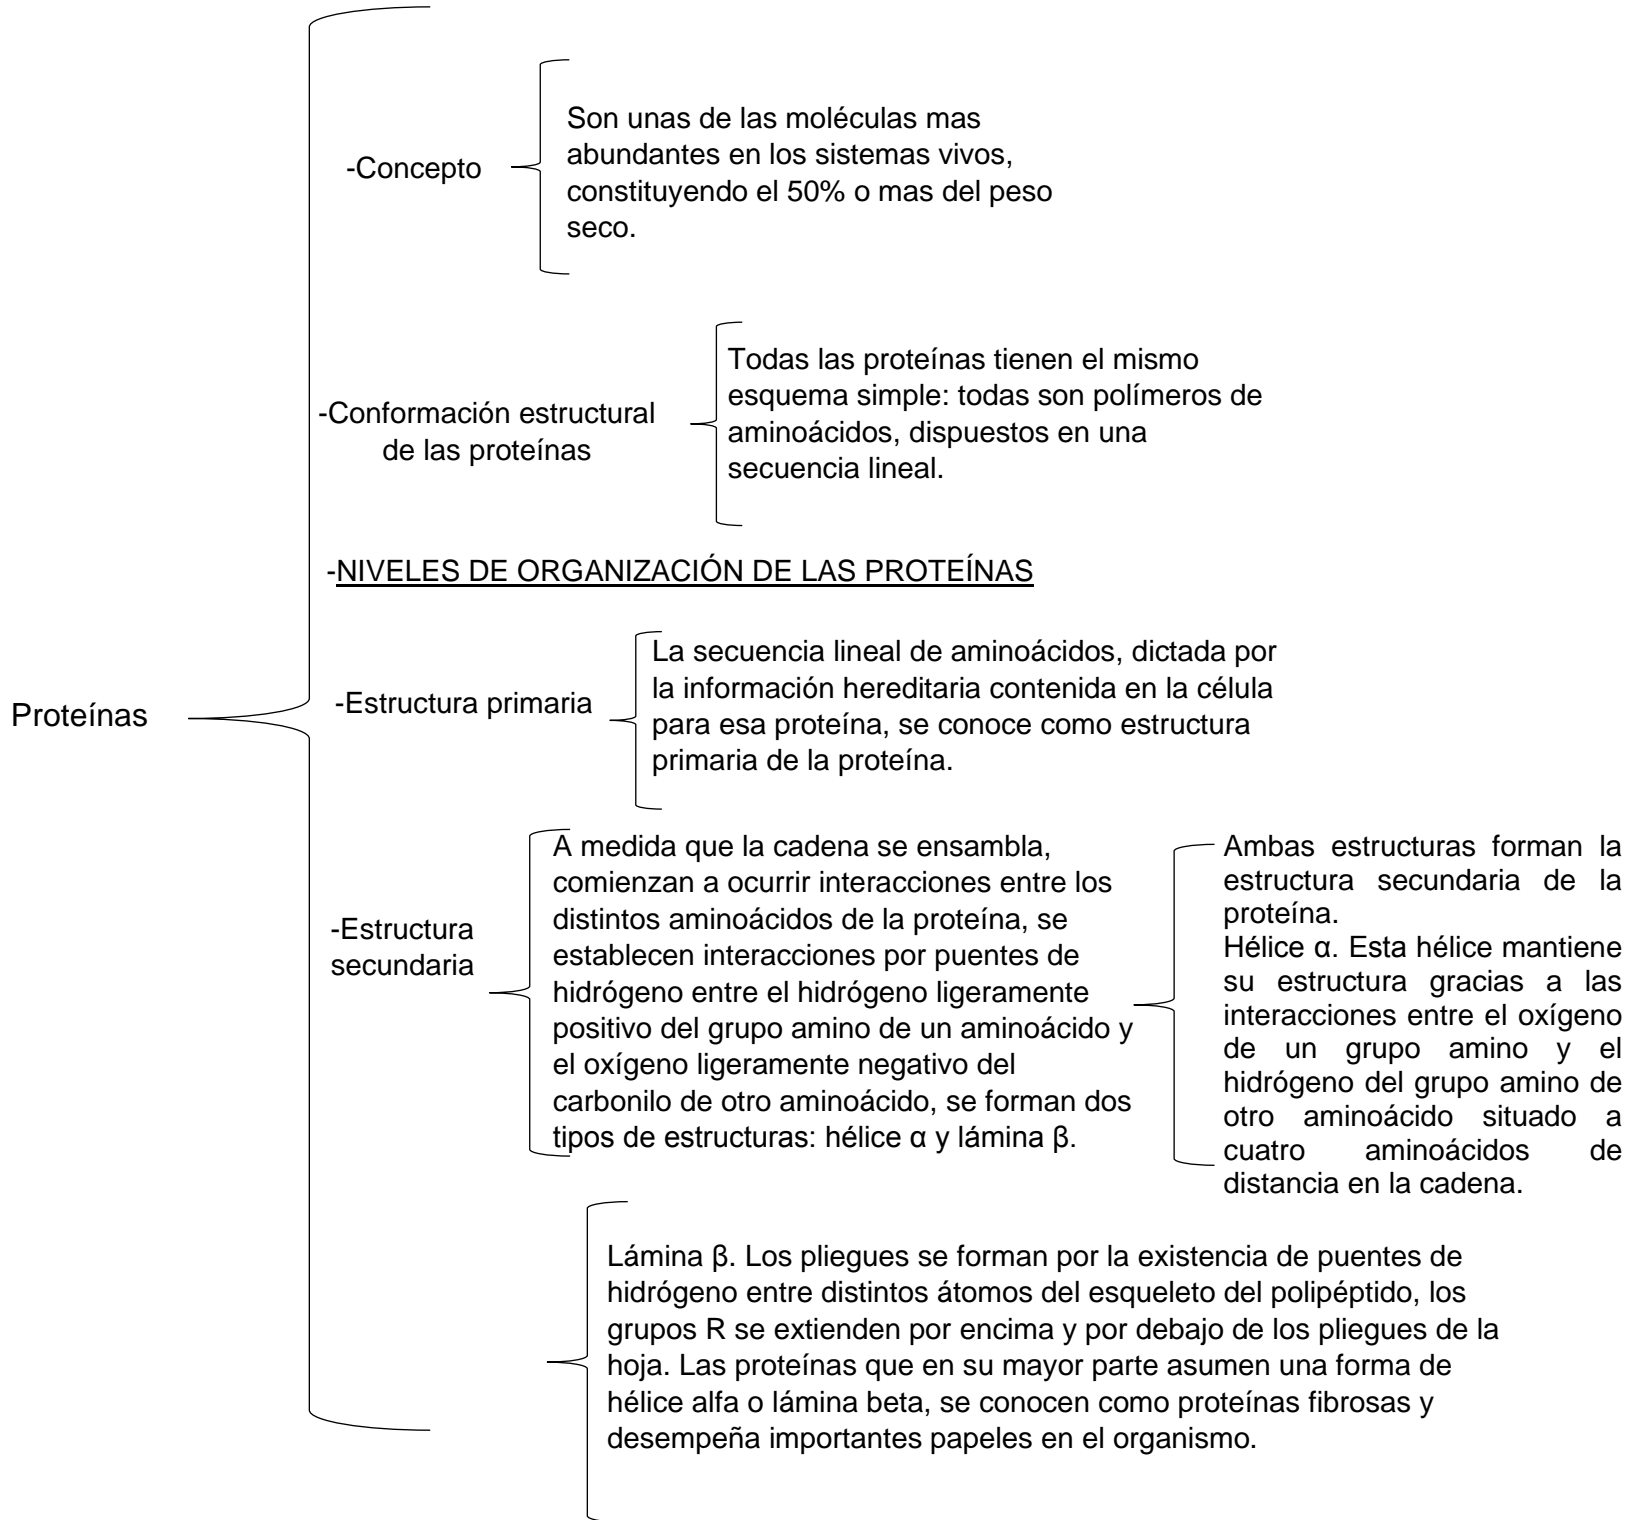 Proteínas
-Concepto
Son unas de las moléculas mas
abundantes en los sistemas vivos,
constituyendo el 50% o mas del peso
seco.
-Conformación estructural
de las proteínas
Todas las proteínas tienen el mismo
esquema simple: todas son polímeros de
aminoácidos, dispuestos en una
secuencia lineal.
-NIVELES DE ORGANIZACIÓN DE LAS PROTEÍNAS
-Estructura primaria
La secuencia lineal de aminoácidos, dictada por
la información hereditaria contenida en la célula
para esa proteína, se conoce como estructura
primaria de la proteína.
-Estructura
secundaria
A medida que la cadena se ensambla,
comienzan a ocurrir interacciones entre los
distintos aminoácidos de la proteína, se
establecen interacciones por puentes de
hidrógeno entre el hidrógeno ligeramente
positivo del grupo amino de un aminoácido y
el oxígeno ligeramente negativo del
carbonilo de otro aminoácido, se forman dos
tipos de estructuras: hélice α y lámina β.
Ambas estructuras forman la
estructura secundaria de la
proteína.
Hélice α. Esta hélice mantiene
su estructura gracias a las
interacciones entre el oxígeno
de un grupo amino y el
hidrógeno del grupo amino de
otro aminoácido situado a
cuatro aminoácidos de
distancia en la cadena.
Lámina β. Los pliegues se forman por la existencia de puentes de
hidrógeno entre distintos átomos del esqueleto del polipéptido, los
grupos R se extienden por encima y por debajo de los pliegues de la
hoja. Las proteínas que en su mayor parte asumen una forma de
hélice alfa o lámina beta, se conocen como proteínas fibrosas y
desempeña importantes papeles en el organismo.